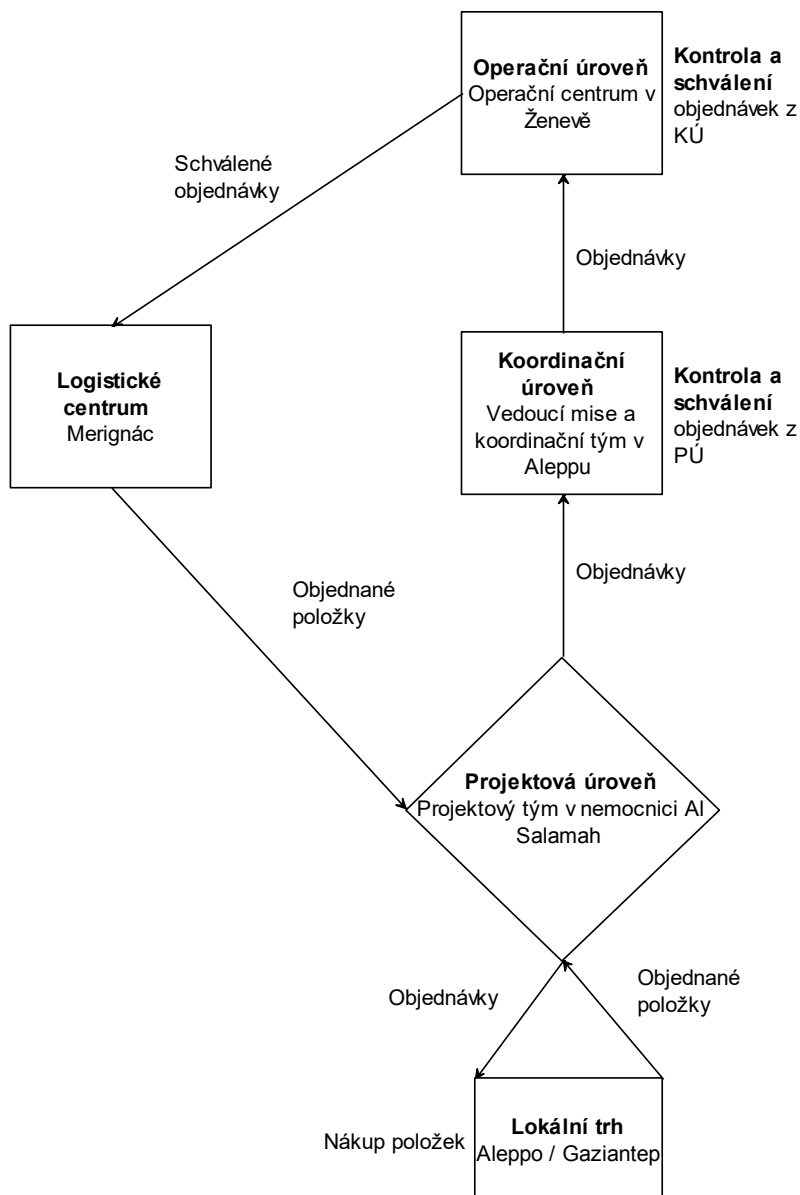 Operační úroveň
Operační centrum v
Ženevě
Kontrola a
schválení
objednávek z
KÚ
Schválené
objednávky
Objednávky
Logistické
centrum
Merignác
Koordinační
úroveň
Vedoucí mise a
koordinační tým v
Aleppu
Kontrola a
schválení
objednávek z
PÚ
Objednané
položky
Objednávky
Projektová úroveň
Projektový tým v nemocnici Al
Salamah
Objednávky
Objednané
položky
Nákup položek
Lokální trh
Aleppo / Gaziantep